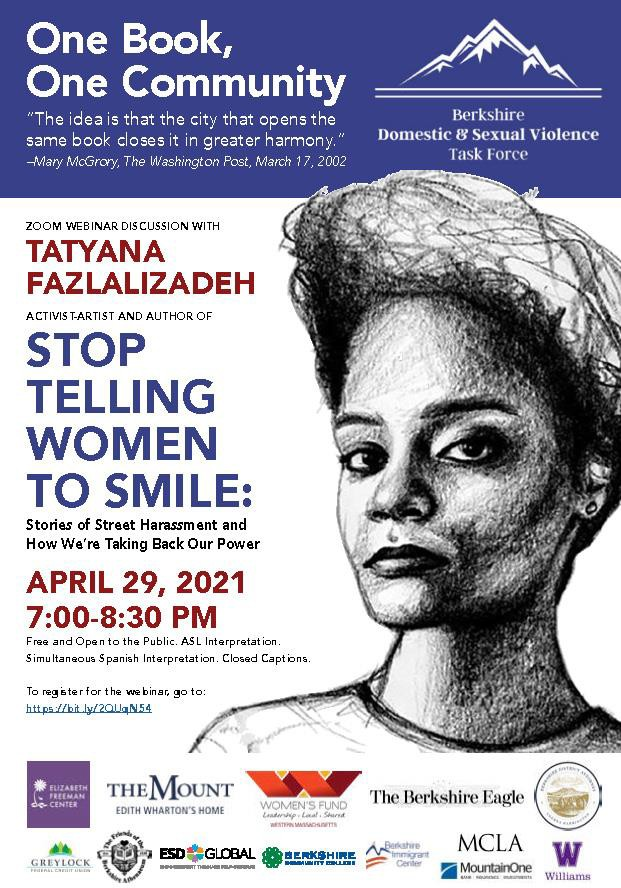 One Book,
One Community
“The idea is that the city that opens the
same book closes it in greater harmony.”
–Mary McGrory, The Washington Post, March 17, 2002
Berkshire
Domestic & Sexual Violence
Task Force
ZOOM WEBINAR DISCUSSION WITH
TATYANA
FAZLALIZADEH
ACTIVIST-ARTIST AND AUTHOR OF
STOP
TELLING
WOMEN
TO SMILE:
Stories of Street Harassment and
How We’re Taking Back Our Power
APRIL 29, 2021
7:00-8:30 PM
Free and Open to the Public. ASL Interpretation.
Simultaneous Spanish Interpretation. Closed Captions.
To register for the webinar, go to:
https://bit.ly/2QUqN54
ELIZABETH
FREEMAN
CENTER
THE MOUNT
EDITH WHARTON'S HOME
WOMEN'S FUND
Leadership . Local . Shared
WESTERN MASSACHUSETTS
The Berkshire Eagle
GREYLOCK
FEDERAL CREDIT UNION
The Friends of
ESD GLOBAL
EMPOWERMENT THROUGH SELF-DEFENSE
BERKSHIRE
COMMUNITY COLLEGE
Berkshire
Immigrant
Center
MCLA
MountainOne
BANK · INSURANCE · INVESTMENTS
W
Williams